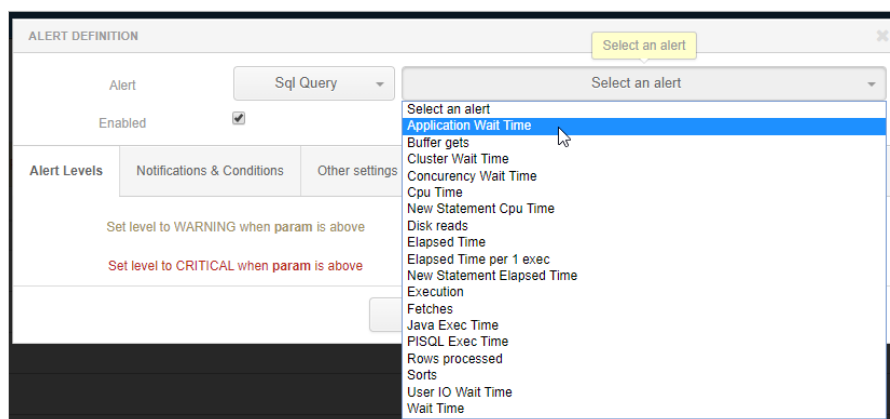 ALERT DEFINITION
Select an alert
Alert
Sql Query
Select an alert
Enabled
Select an alert
Application Wait Time
Buffer gets
Cluster Wait Time
Concurency Wait Time
Cpu Time
New Statement Cpu Time
Disk reads
Elapsed Time
Elapsed Time per 1 exec
New Statement Elapsed Time
Execution
Fetches
Java Exec Time
PlSQL Exec Time
Rows processed
Sorts
User IO Wait Time
Wait Time
Alert Levels
Notifications & Conditions
Other settings
Set level to WARNING when param is above
Set level to CRITICAL when param is above